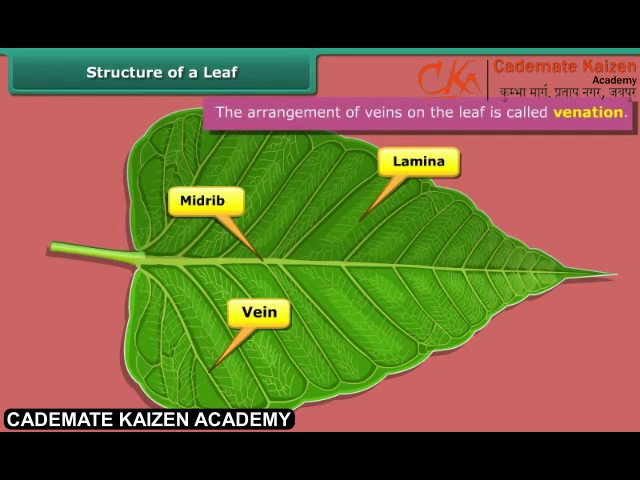 Structure of a Leaf
CKA
Cademate Kaizen
Academy
कुम्भा मार्ग, प्रताप नगर, जयपुर
The arrangement of veins on the leaf is called venation.
Lamina
Midrib
Vein
CADEMATE KAIZEN ACADEMY